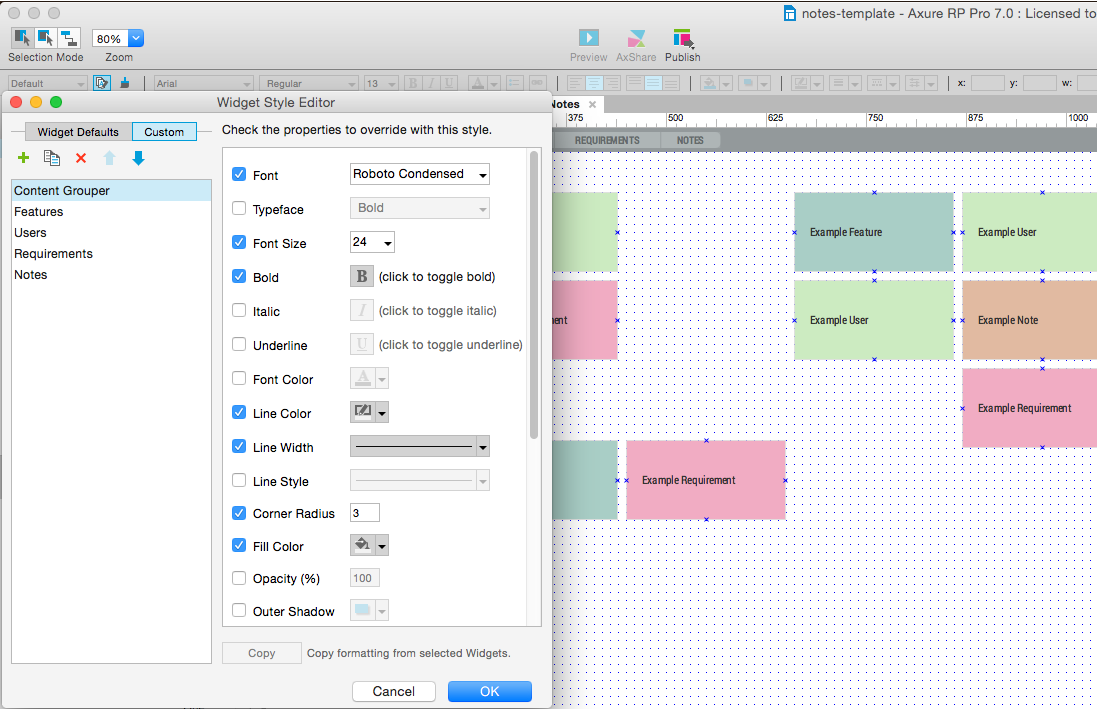 notes-template - Axure RP Pro 7.0 : Licensed to
80%
Selection Mode
Zoom
Preview
AxShare
Publish
Default
Arial
Regular
13
B
I
U
A
x:
y:
w:
Widget Style Editor
Notes
Widget Defaults
Custom
Check the properties to override with this style.
375
500
625
750
875
1000
REQUIREMENTS
NOTES
Content Grouper
Features
Users
Requirements
Notes
Font
Roboto Condensed
Typeface
Bold
Font Size
24
Bold
B
(click to toggle bold)
Italic
I
(click to toggle italic)
Underline
U
(click to toggle underline)
Font Color
A
Line Color
Line Width
Line Style
Corner Radius
3
Fill Color
Opacity (%)
100
Outer Shadow
Copy
Copy formatting from selected Widgets.
Cancel
OK
Example Feature
Example User
ent
Example User
Example Note
Example Requirement
Example Requirement